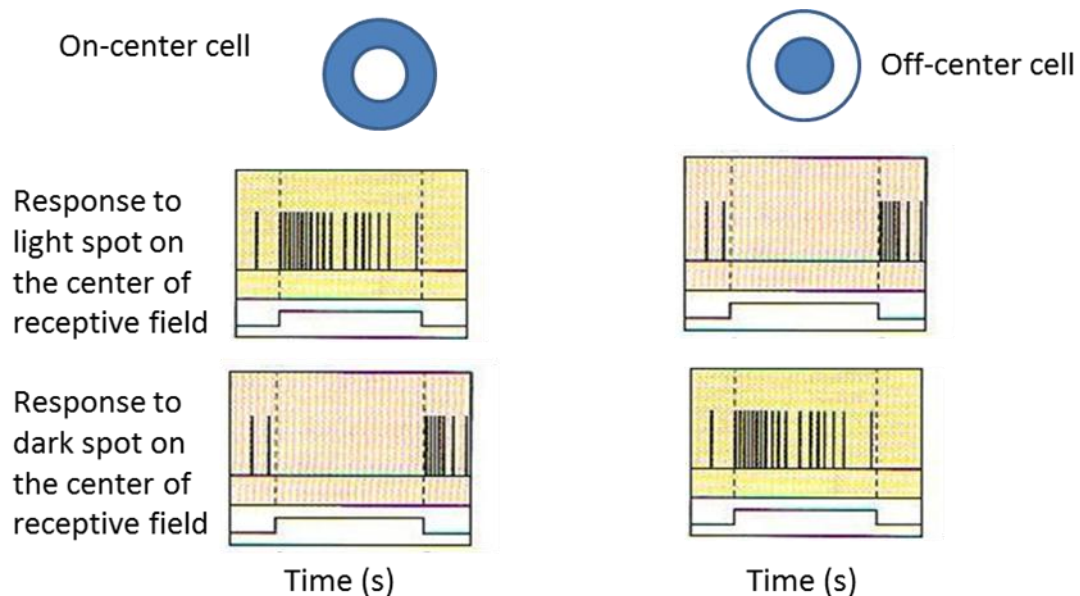 On-center cell
Off-center cell
Response to
light spot on
the center of
receptive field
Response to
dark spot on
the center of
receptive field
Time (s)
Time (s)